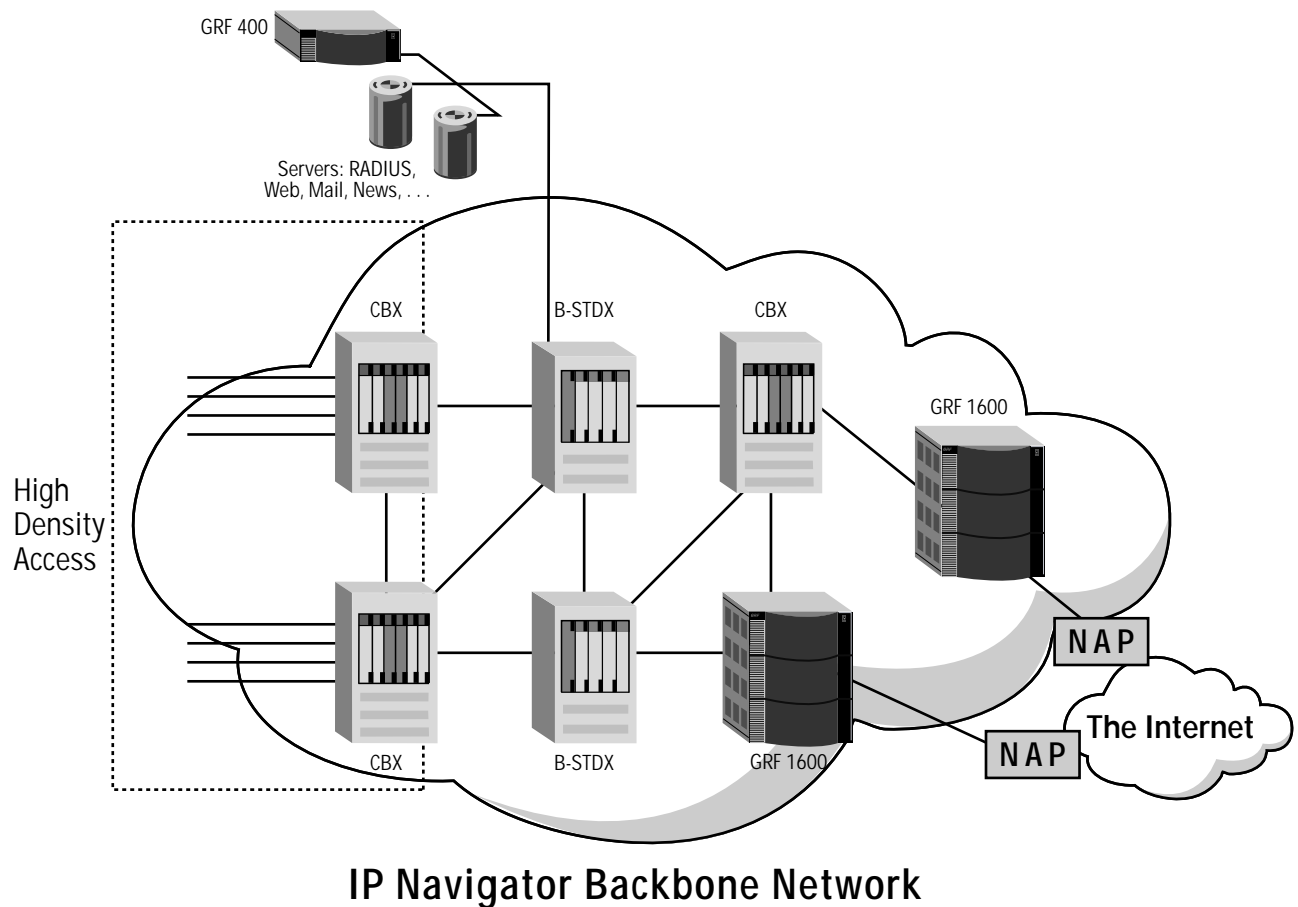 GRF 400
Servers: RADIUS,
Web, Mail, News, . . .
CBX
B-STDX
CBX
GRF 1600
High
Density
Access
NAP
The Internet
NAP
CBX
B-STDX
GRF 1600
IP Navigator Backbone Network